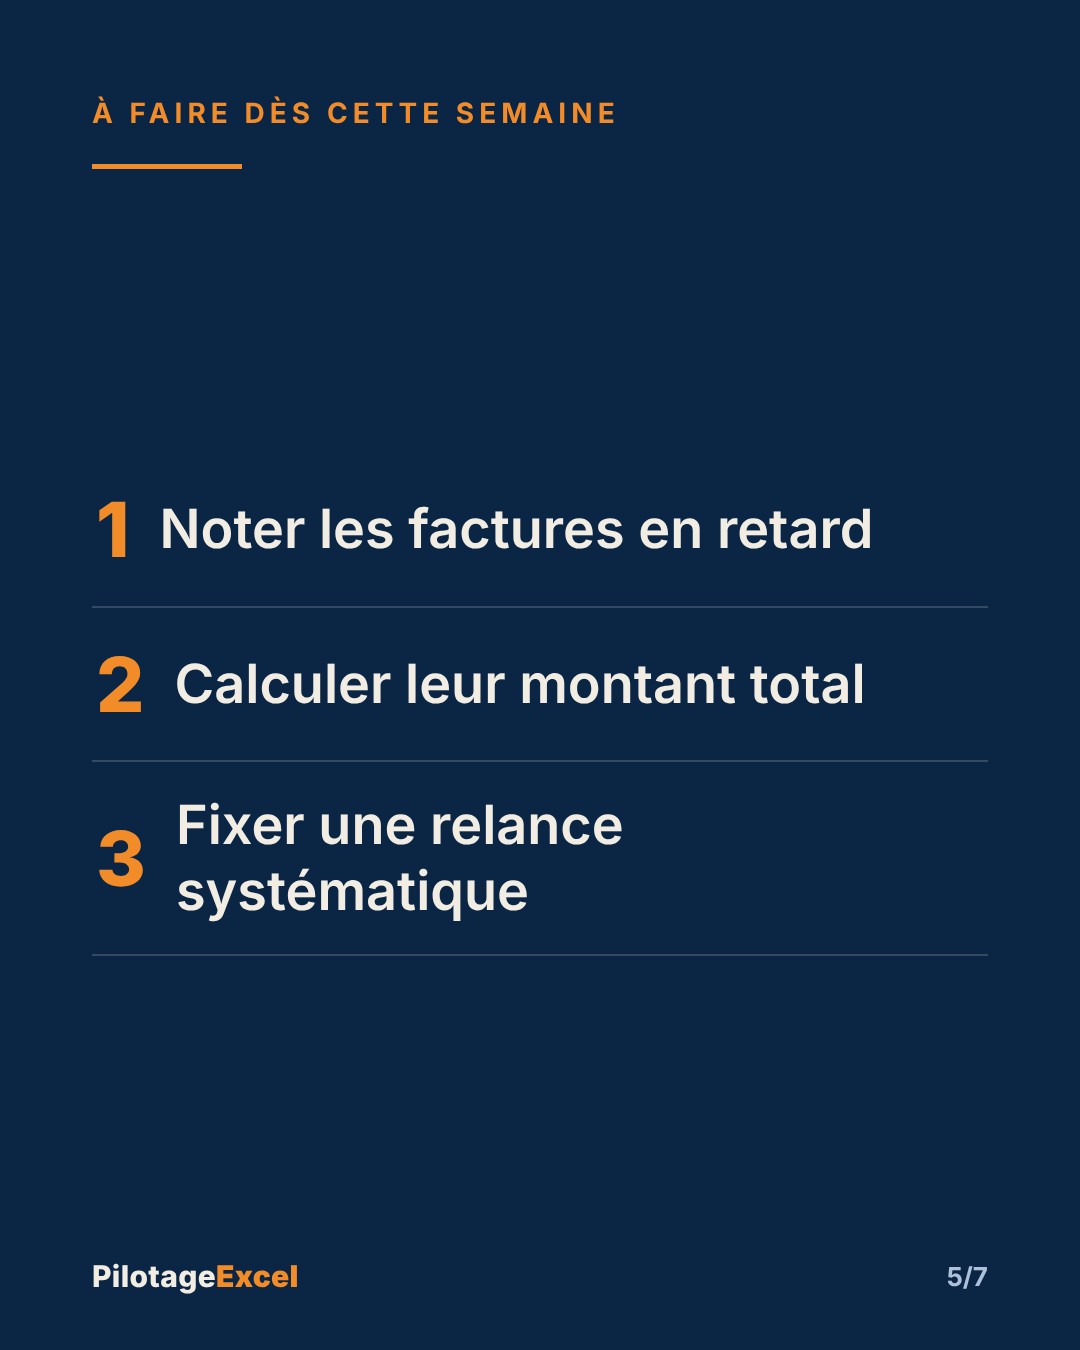 À FAIRE DÈS CETTE SEMAINE
1 Noter les factures en retard
2 Calculer leur montant total
3 Fixer une relance
systématique
PilotageExcel
5/7